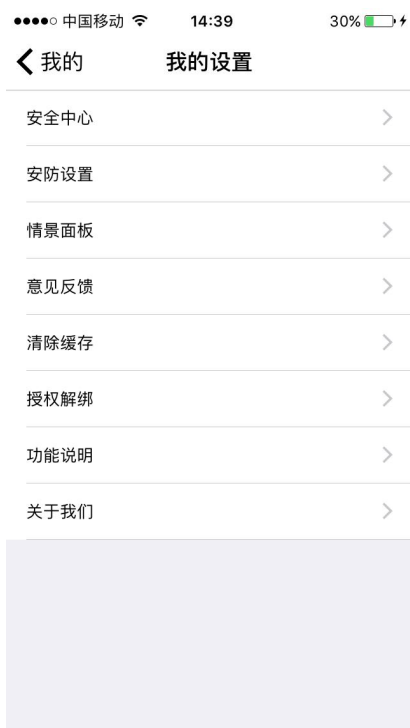 中国移动 14:39 30%
我的 我的设置
安全中心
安防设置
情景面板
意见反馈
清除缓存
授权解绑
功能说明
关于我们